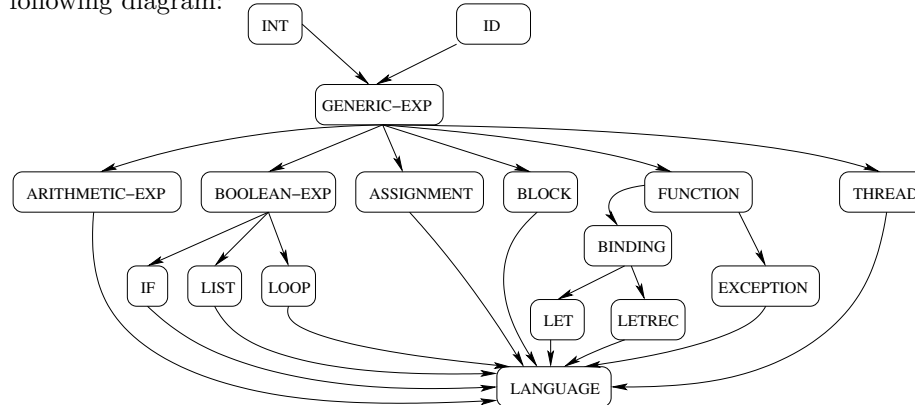 following diagram:
INT
ID
GENERIC−EXP
ARITHMETIC−EXP
BOOLEAN−EXP
ASSIGNMENT
BLOCK
FUNCTION
THREAD
BINDING
IF
LIST
LOOP
EXCEPTION
LET
LETREC
LANGUAGE